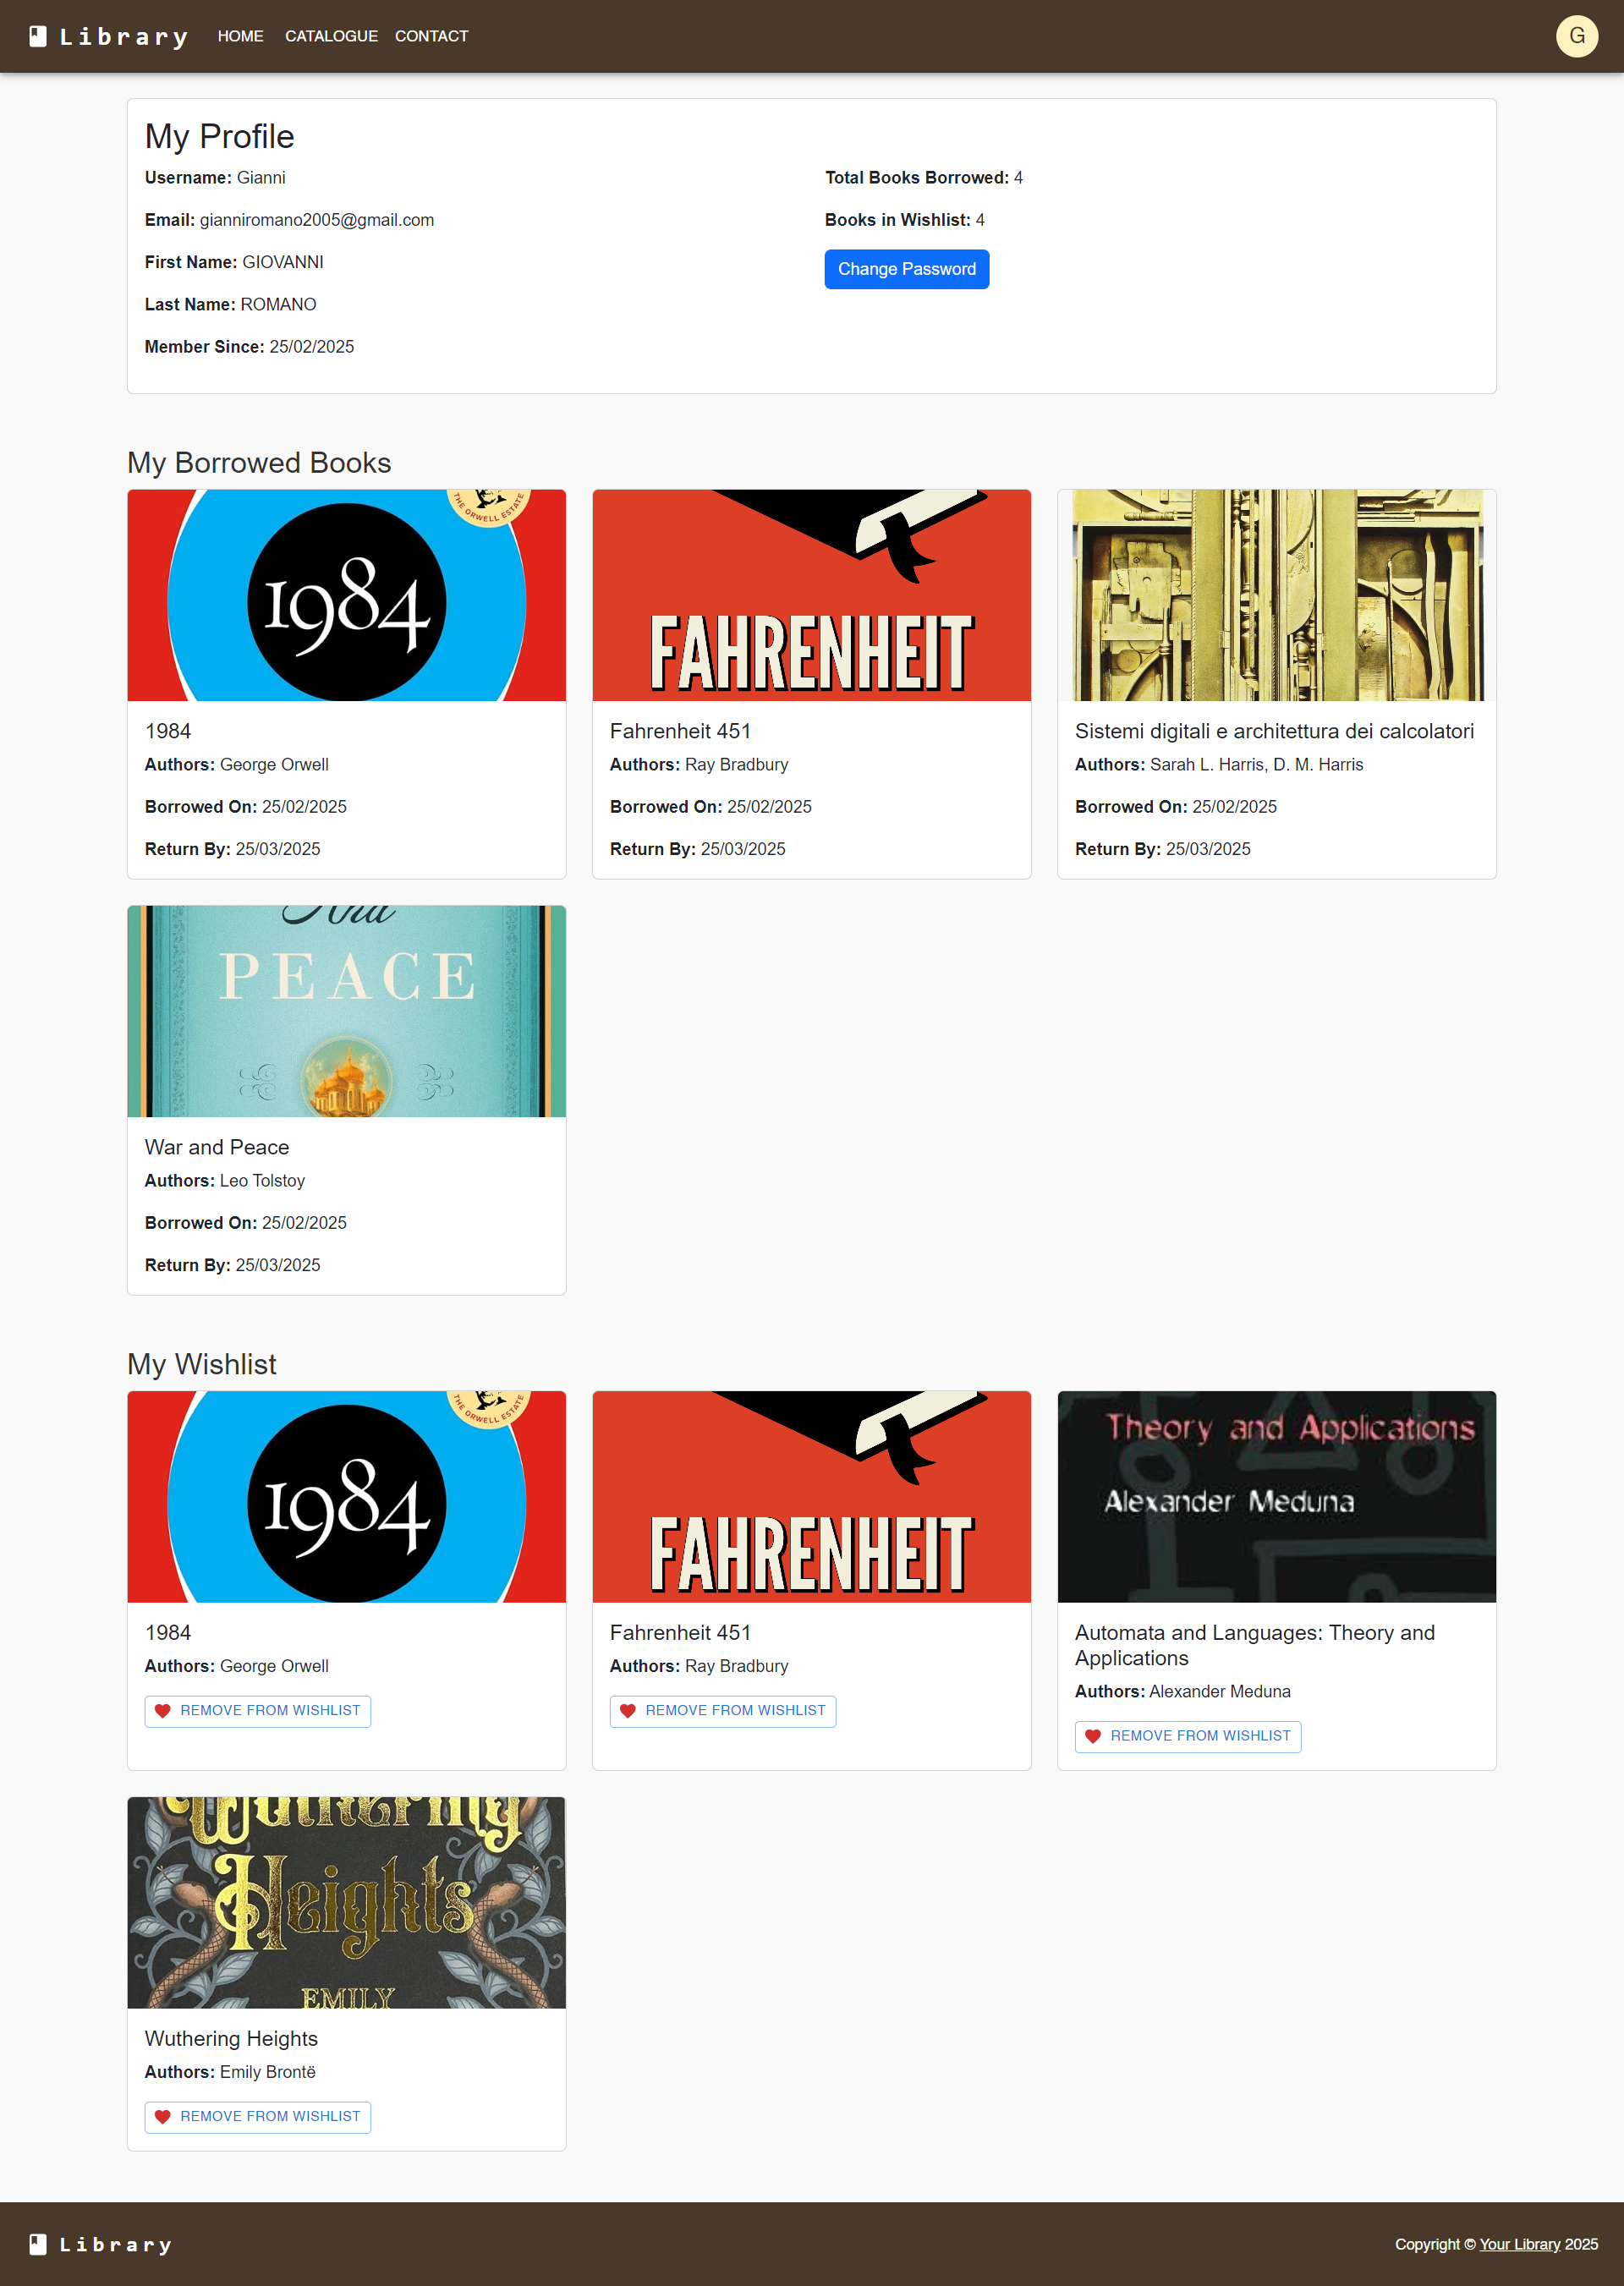 Library HOME CATALOGUE CONTACT G
My Profile
Username: Gianni
Email: gianniromano2005@gmail.com
First Name: GIOVANNI
Last Name: ROMANO
Member Since: 25/02/2025
Total Books Borrowed: 4
Books in Wishlist: 4
Change Password
My Borrowed Books
THE ORWELL ESTATE
1984
1984
Authors: George Orwell
Borrowed On: 25/02/2025
Return By: 25/03/2025
FAHRENHEIT
Fahrenheit 451
Authors: Ray Bradbury
Borrowed On: 25/02/2025
Return By: 25/03/2025
Sistemi digitali e architettura dei calcolatori
Authors: Sarah L. Harris, D. M. Harris
Borrowed On: 25/02/2025
Return By: 25/03/2025
And
PEACE
War and Peace
Authors: Leo Tolstoy
Borrowed On: 25/02/2025
Return By: 25/03/2025
My Wishlist
THE ORWELL ESTATE
1984
1984
Authors: George Orwell
REMOVE FROM WISHLIST
FAHRENHEIT
Fahrenheit 451
Authors: Ray Bradbury
REMOVE FROM WISHLIST
Theory and Applications
Alexander Meduna
Automata and Languages: Theory and
Applications
Authors: Alexander Meduna
REMOVE FROM WISHLIST
Wuthering
Heights
EMILY
Wuthering Heights
Authors: Emily Brontë
REMOVE FROM WISHLIST
Library
Copyright © Your Library 2025